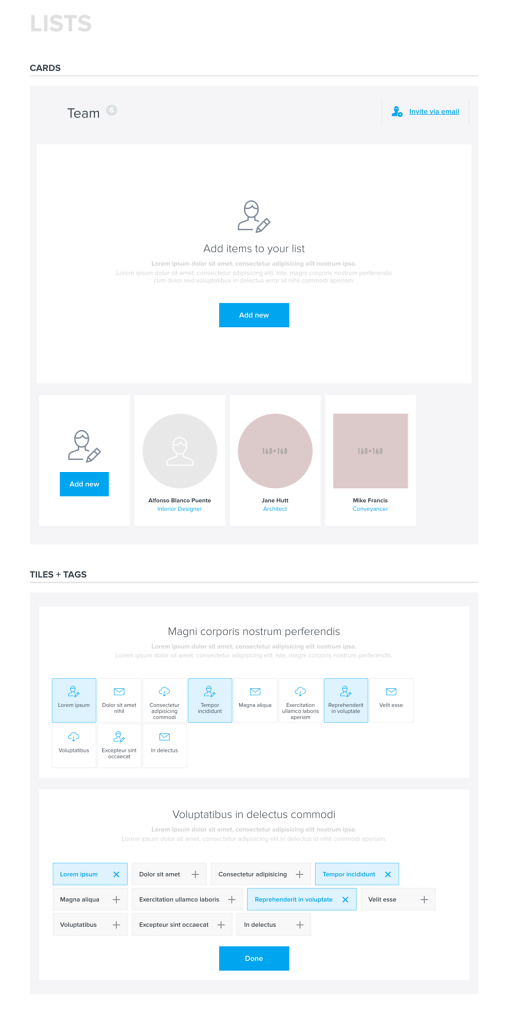 LISTS
CARDS
Team
Invite via email
Add items to your list
Lorem ipsum dolor sit amet, consectetur adipisicing elit nostrum ipsa.
Lorem ipsum dolor sit amet, consectetur adipisicing elit, iste, magni corporis nostrum perferendis
cum dolor sed voluptatibus in delectus error id nihil commodi aperiam.
Add new
Add new
160×160
160×160
Alfonso Blanco Puente
Interior Designer
Jane Hutt
Architect
Mike Francis
Conveyancer
TILES + TAGS
Magni corporis nostrum perferendis
Lorem ipsum dolor sit amet, consectetur adipisicing elit nostrum ipsa.
Lorem ipsum dolor sit amet, consectetur adipisicing elit, iste, magni corporis nostrum perferendis.
Lorem ipsum
Dolor sit amet
nihil
Consectetur
adipisicing
commodi
Tempor
incididunt
Magna aliqua
Exercitation
ullamco laboris
aperiam
Reprehenderit
in voluptate
Velit esse
Voluptatibus
Excepteur sint
occaecat
In delectus
Voluptatibus in delectus commodi
Lorem ipsum dolor sit amet, consectetur adipisicing elit nostrum ipsa.
Lorem ipsum dolor sit amet, consectetur adipisicing elit, in delectus id nihil commodi aperiam.
Lorem ipsum
Dolor sit amet
Consectetur adipisicing
Tempor incididunt
Magna aliqua
Exercitation ullamco laboris
Reprehenderit in voluptate
Velit esse
Voluptatibus
Excepteur sint occaecat
In delectus
Done